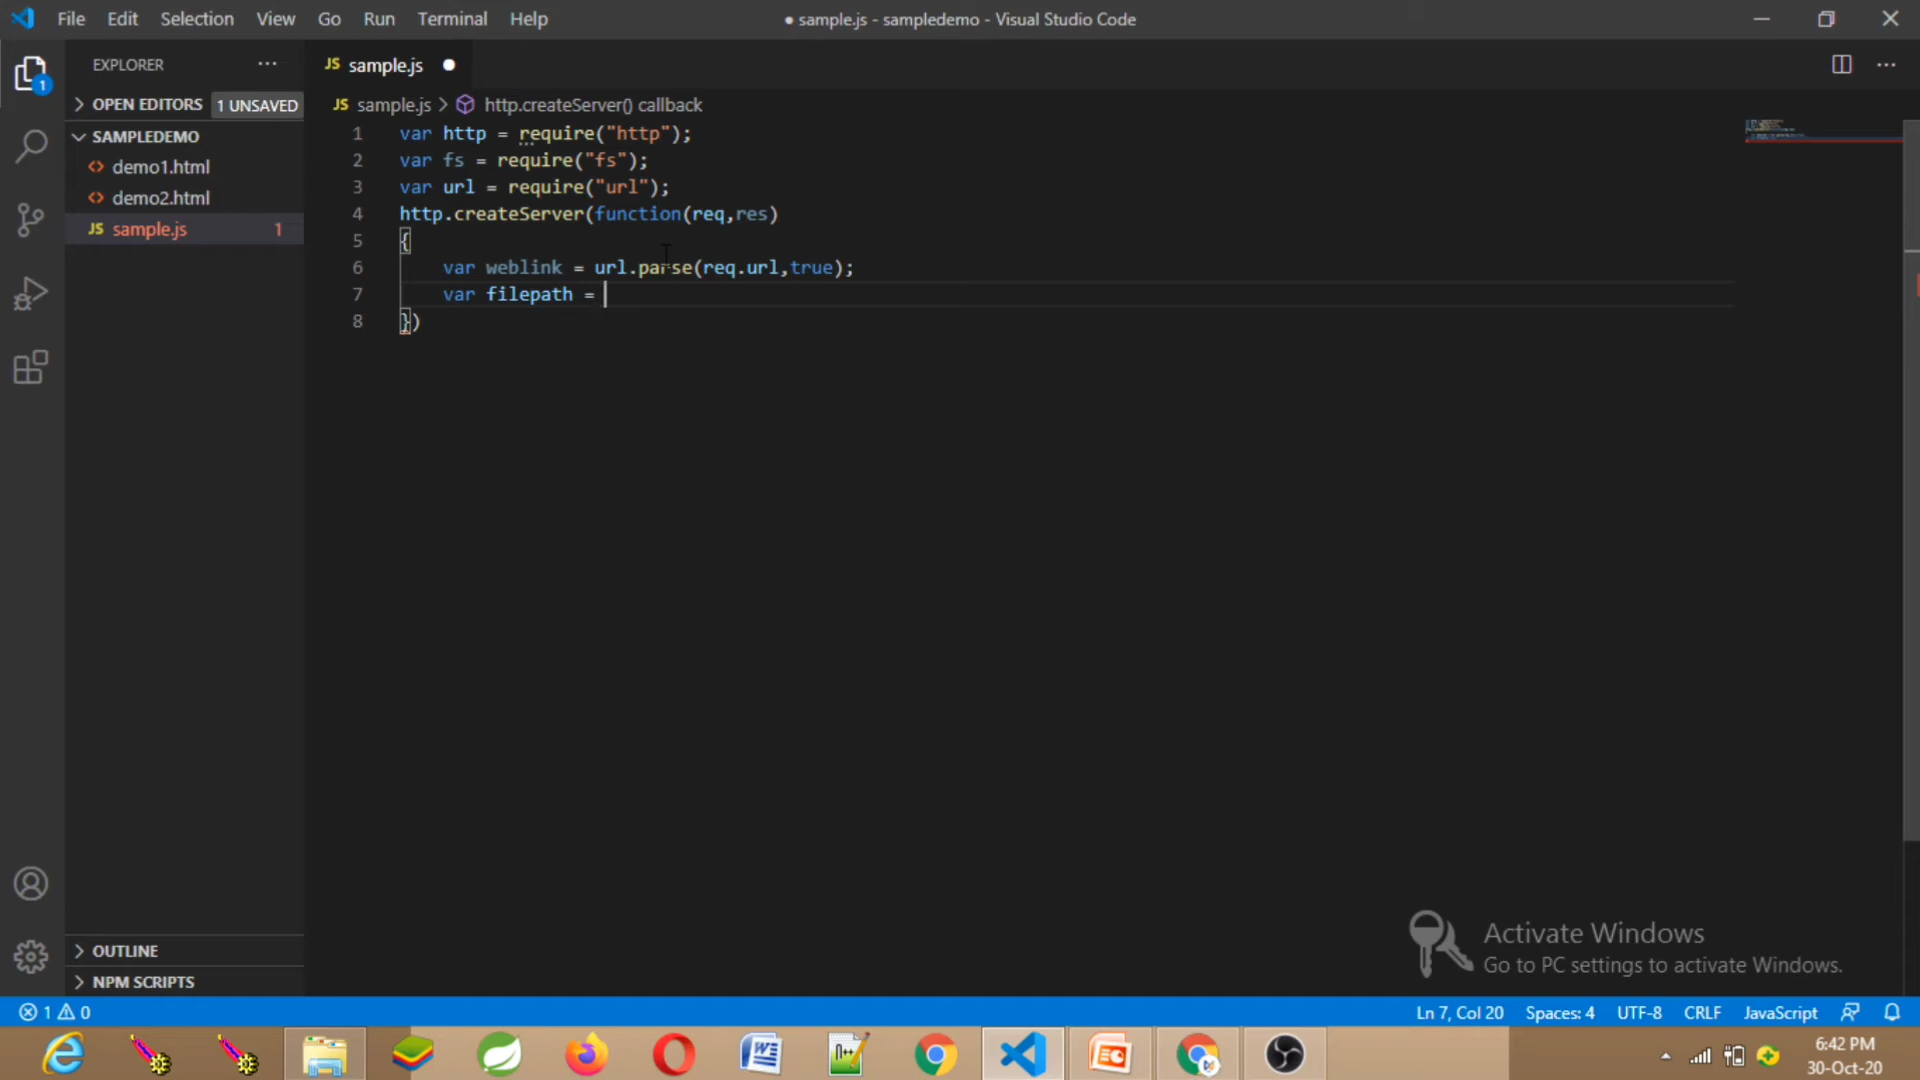 File Edit Selection View Go Run Terminal Help
● sample.js - sampledemo - Visual Studio Code
EXPLORER
JS sample.js ●
OPEN EDITORS 1 UNSAVED
JS sample.js > http.createServer() callback
SAMPLEDEMO
<> demo1.html
<> demo2.html
JS sample.js 1
1
1 var http = require("http");
2 var fs = require("fs");
3 var url = require("url");
4 http.createServer(function(req,res)
5 {
6 var weblink = url.parse(req.url,true);
7 var filepath =
8 })
OUTLINE
NPM SCRIPTS
Activate Windows
Go to PC settings to activate Windows.
1 0
Ln 7, Col 20 Spaces: 4 UTF-8 CRLF JavaScript
N++
6:42 PM
30-Oct-20